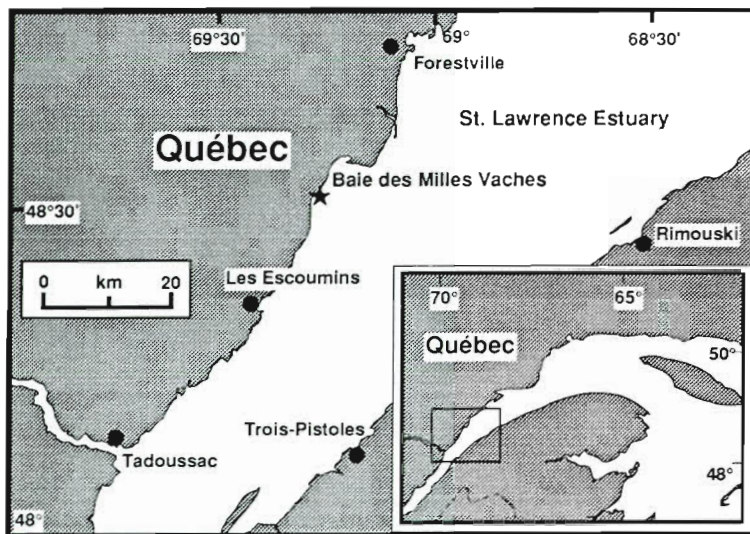 69°30'
69°
68°30'
Forestville
St. Lawrence Estuary
Québec
Baie des Milles Vaches
48°30'
Rimouski
0 km 20
Les Escoumins
70°
65°
Québec
50°
Trois-Pistoles
Tadoussac
48°
48°